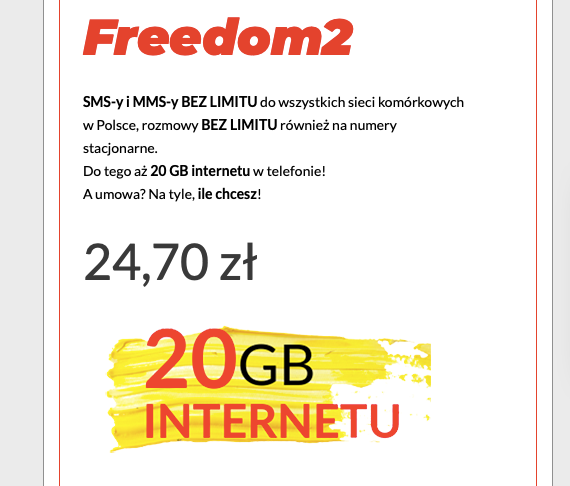 Freedom2
SMS-y i MMS-y BEZ LIMITU do wszystkich sieci komórkowych
w Polsce, rozmowy BEZ LIMITU również na numery
stacjonarne.
Do tego aż 20 GB internetu w telefonie!
A umowa? Na tyle, ile chcesz!
24,70 zł
20GB
INTERNETU